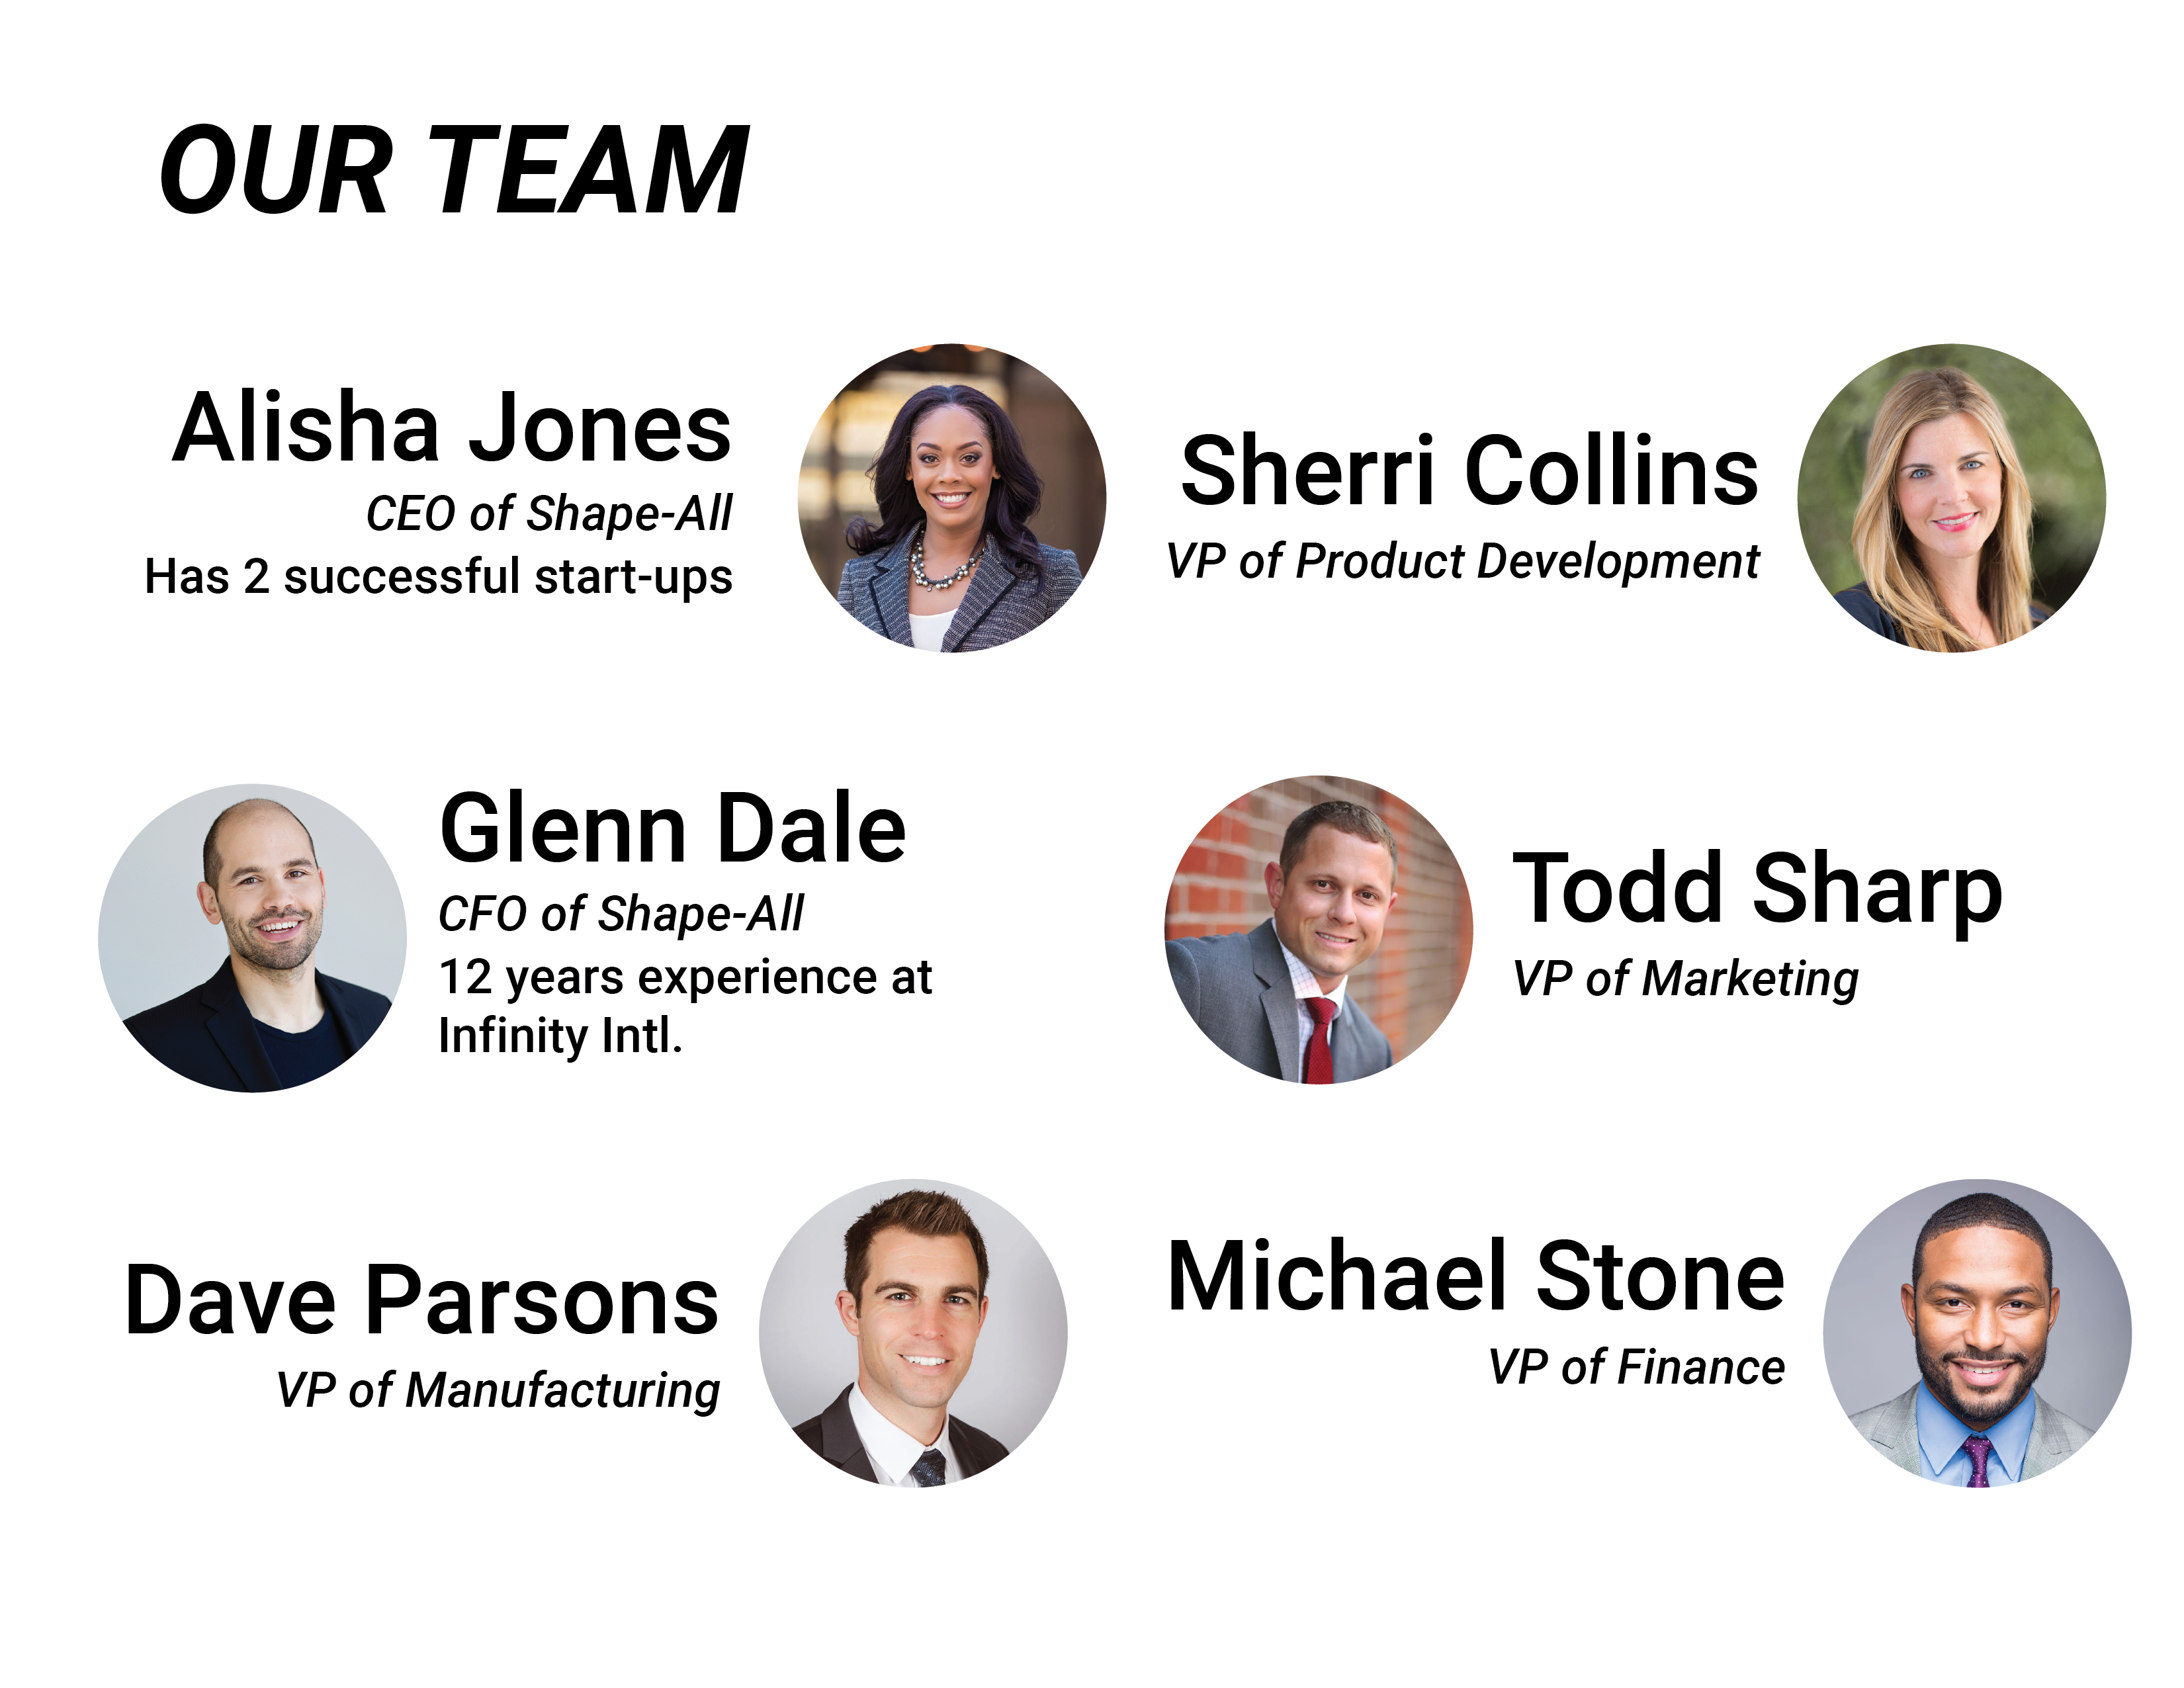 OUR TEAM
Alisha Jones
CEO of Shape-All
Has 2 successful start-ups
Sherri Collins
VP of Product Development
Glenn Dale
CFO of Shape-All
12 years experience at
Infinity Intl.
Todd Sharp
VP of Marketing
Dave Parsons
VP of Manufacturing
Michael Stone
VP of Finance